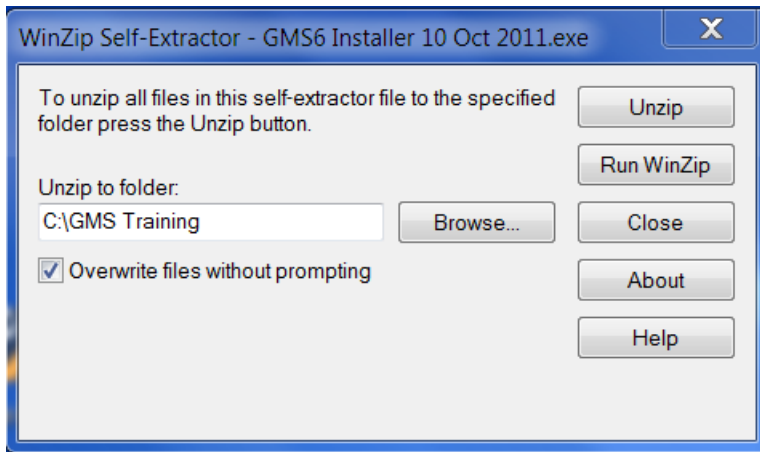 WinZip Self-Extractor - GMS6 Installer 10 Oct 2011.exe
X
To unzip all files in this self-extractor file to the specified
folder press the Unzip button.
Unzip
Run WinZip
Unzip to folder:
C:\GMS Training
Browse...
Close
Overwrite files without prompting
About
Help